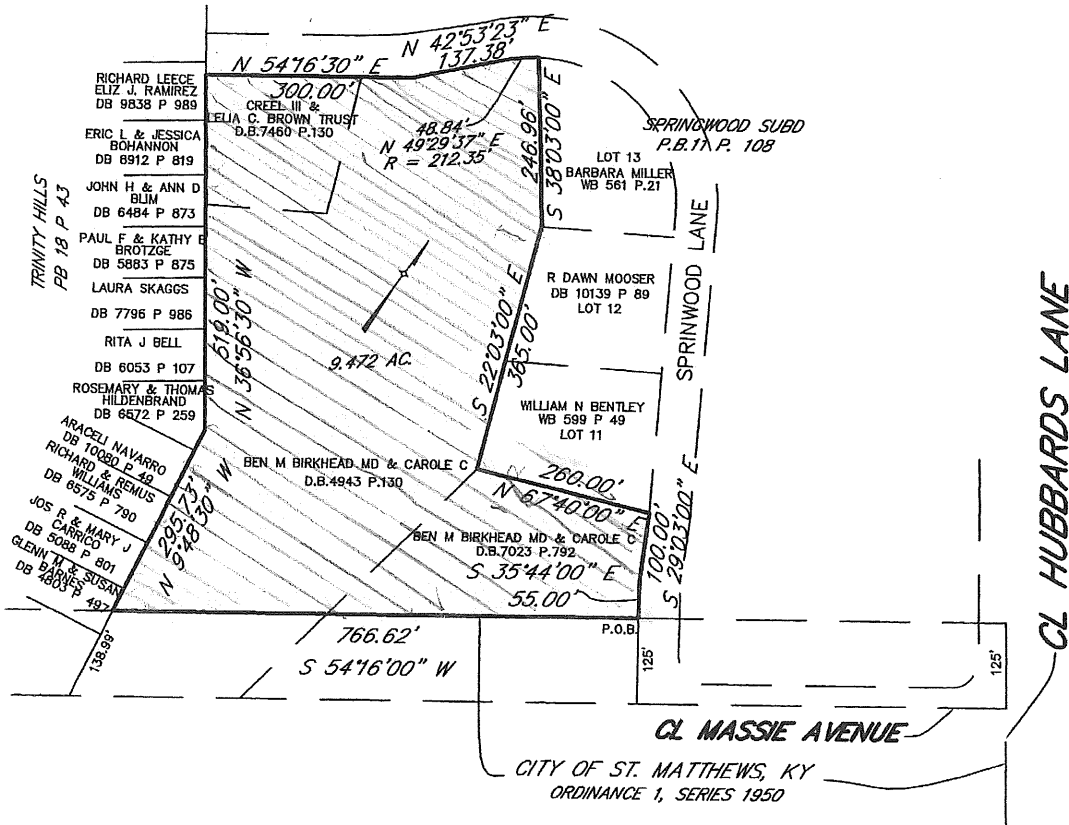 N 42°53'23" E
137.38'
N 54°16'30" E
300.00'
CREEL III &
LELIA C. BROWN TRUST
D.B.7460 P.130
48.84'
N 49°29'37" E
R = 212.35'
246.96'
S 38°03'00" E
SPRINGWOOD SUBD
P.B.11 P. 108
LOT 13
BARBARA MILLER
WB 561 P.21
RICHARD LEECE
ELIZ J. RAMIREZ
DB 9838 P 989
ERIC L & JESSICA
BOHANNON
DB 6912 P 819
JOHN H & ANN D
BLIM
DB 6484 P 873
PAUL F & KATHY E
BROTZGE
DB 5883 P 875
LAURA SKAGGS
DB 7796 P 986
RITA J BELL
DB 6053 P 107
ROSEMARY & THOMAS
HILDENBRAND
DB 6572 P 259
TRINITY HILLS
PB 18 P 43
619.00'
N 36°56'30" W
9.472 AC.
S 22°03'00" E
365.00'
R DAWN MOOSER
DB 10139 P 89
LOT 12
SPRINWOOD LANE
WILLIAM N BENTLEY
WB 599 P 49
LOT 11
CL HUBBARDS LANE
ARACELI NAVARRO
DB 10080 P 49
RICHARD & REMUS
WILLIAMS
DB 6575 P 790
JOS R & MARY J
CARRICO
DB 5088 P 801
GLENN M & SUSAN
BARNES
DB 4803 P 497
295.73'
N 9°48'30" W
BEN M BIRKHEAD MD & CAROLE C
D.B.4943 P.130
260.00'
N 67°40'00" E
BEN M BIRKHEAD MD & CAROLE C
D.B.7023 P.792
S 35°44'00" E
55.00'
100.00'
S 29°03'00" E
P.O.B.
138.99'
766.62'
S 54°16'00" W
125'
125'
CL MASSIE AVENUE
CITY OF ST. MATTHEWS, KY
ORDINANCE 1, SERIES 1950